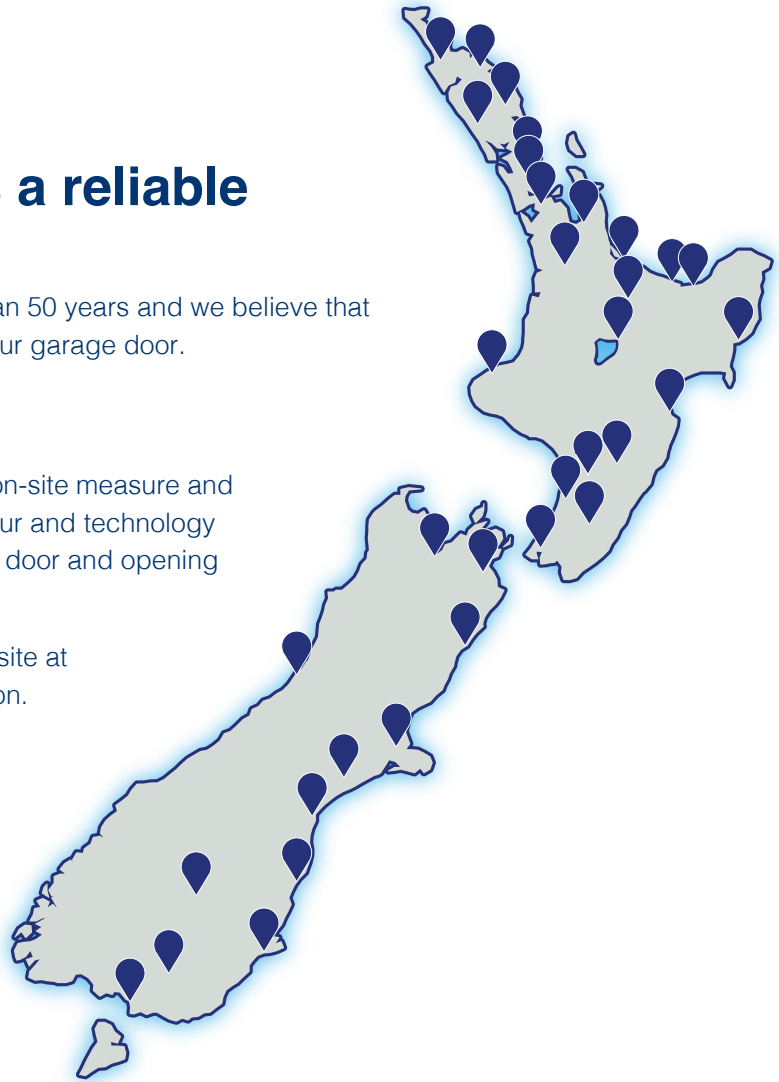 a reliable
an 50 years and we believe that
ur garage door.
on-site measure and
ur and technology
door and opening
site at
on.